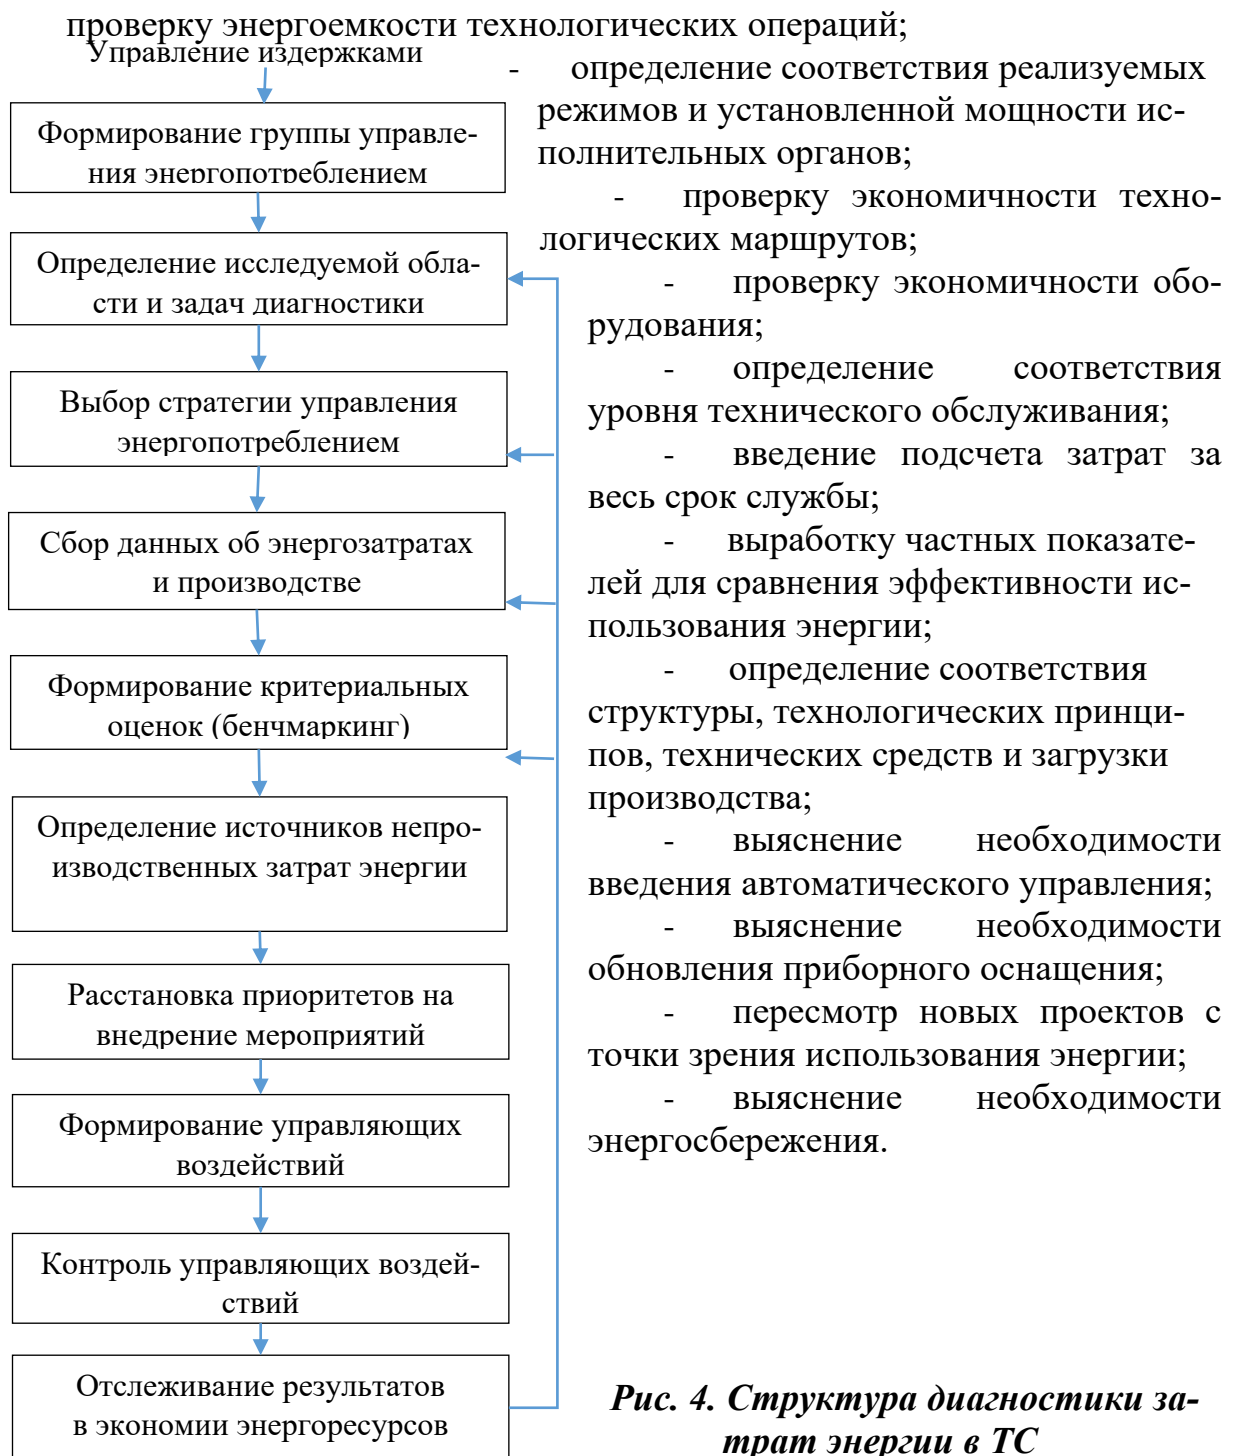 проверку энергоемкости технологических операций;
Управление издержками
Формирование группы управле-
ния энергопотреблением
Определение исследуемой обла-
сти и задач диагностики
Выбор стратегии управления
энергопотреблением
Сбор данных об энергозатратах
и производстве
Формирование критериальных
оценок (бенчмаркинг)
Определение источников непро-
изводственных затрат энергии
Расстановка приоритетов на
внедрение мероприятий
Формирование управляющих
воздействий
Контроль управляющих воздей-
ствий
Отслеживание результатов
в экономии энергоресурсов
- определение соответствия реализуемых
режимов и установленной мощности ис-
полнительных органов;
- проверку экономичности техно-
логических маршрутов;
- проверку экономичности обо-
рудования;
- определение соответствия
уровня технического обслуживания;
- введение подсчета затрат за
весь срок службы;
- выработку частных показате-
лей для сравнения эффективности ис-
пользования энергии;
- определение соответствия
структуры, технологических принци-
пов, технических средств и загрузки
производства;
- выяснение необходимости
введения автоматического управления;
- выяснение необходимости
обновления приборного оснащения;
- пересмотр новых проектов с
точки зрения использования энергии;
- выяснение необходимости
энергосбережения.
Рис. 4. Структура диагностики за-
трат энергии в ТС